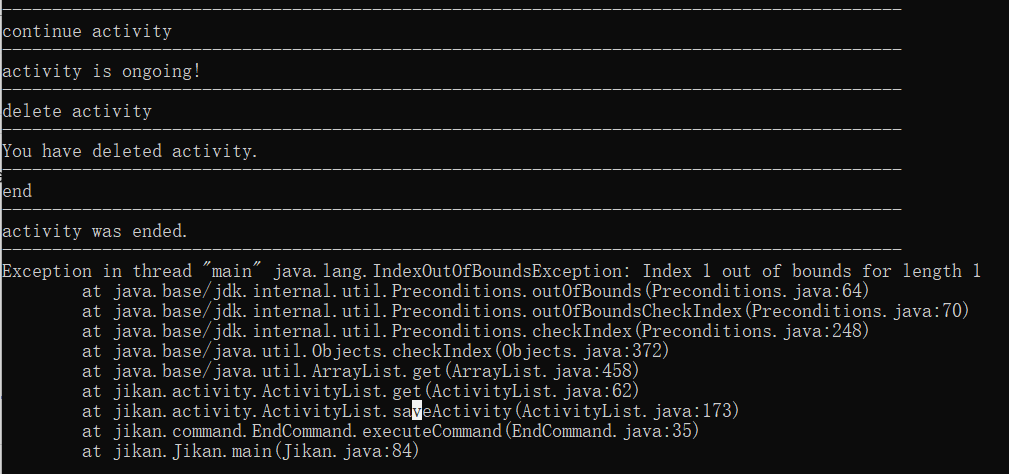 ------------------------------------------------------------------------------------------
continue activity
------------------------------------------------------------------------------------------
activity is ongoing!
------------------------------------------------------------------------------------------
delete activity
------------------------------------------------------------------------------------------
You have deleted activity.
------------------------------------------------------------------------------------------
end
------------------------------------------------------------------------------------------
activity was ended.
------------------------------------------------------------------------------------------
Exception in thread "main" java.lang.IndexOutOfBoundsException: Index 1 out of bounds for length 1
        at java.base/jdk.internal.util.Preconditions.outOfBounds(Preconditions.java:64)
        at java.base/jdk.internal.util.Preconditions.outOfBoundsCheckIndex(Preconditions.java:70)
        at java.base/jdk.internal.util.Preconditions.checkIndex(Preconditions.java:248)
        at java.base/java.util.Objects.checkIndex(Objects.java:372)
        at java.base/java.util.ArrayList.get(ArrayList.java:458)
        at jikan.activity.ActivityList.get(ActivityList.java:62)
        at jikan.activity.ActivityList.saveActivity(ActivityList.java:173)
        at jikan.command.EndCommand.executeCommand(EndCommand.java:35)
        at jikan.Jikan.main(Jikan.java:84)